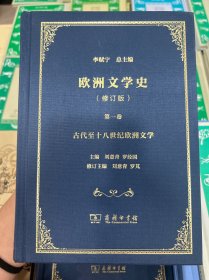 李赋宁 总主编
欧洲文学史
(修订版)
第一卷
古代至十八世纪欧洲文学
主编 刘意青 罗经国
修订主编 刘意青 罗芃
商务印书馆